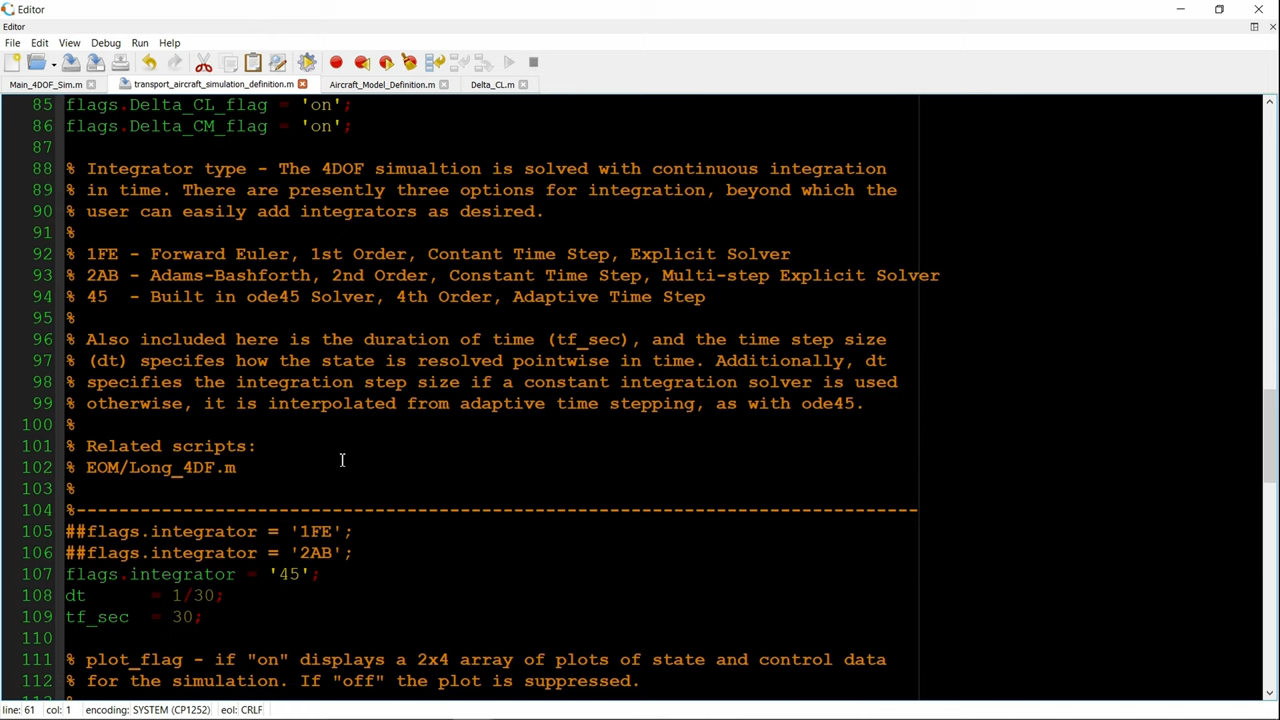 Editor
Editor
File Edit View Debug Run Help
Main_4DOF_Sim.m transport_aircraft_simulation_definition.m Aircraft_Model_Definition.m Delta_CL.m
85 flags.Delta_CL_flag = 'on';
86 flags.Delta_CM_flag = 'on';
87
88 % Integrator type - The 4DOF simualtion is solved with continuous integration
89 % in time. There are presently three options for integration, beyond which the
90 % user can easily add integrators as desired.
91 %
92 % 1FE - Forward Euler, 1st Order, Contant Time Step, Explicit Solver
93 % 2AB - Adams-Bashforth, 2nd Order, Constant Time Step, Multi-step Explicit Solver
94 % 45  - Built in ode45 Solver, 4th Order, Adaptive Time Step
95 %
96 % Also included here is the duration of time (tf_sec), and the time step size
97 % (dt) specifes how the state is resolved pointwise in time. Additionally, dt
98 % specifies the integration step size if a constant integration solver is used
99 % otherwise, it is interpolated from adaptive time stepping, as with ode45.
100 %
101 % Related scripts:
102 % EOM/Long_4DF.m
103 %
104 %-------------------------------------------------------------------------------
105 ##flags.integrator = '1FE';
106 ##flags.integrator = '2AB';
107 flags.integrator = '45';
108 dt      = 1/30;
109 tf_sec  = 30;
110
111 % plot_flag - if "on" displays a 2x4 array of plots of state and control data
112 % for the simulation. If "off" the plot is suppressed.
line: 61 col: 1 encoding: SYSTEM (CP1252) eol: CRLF